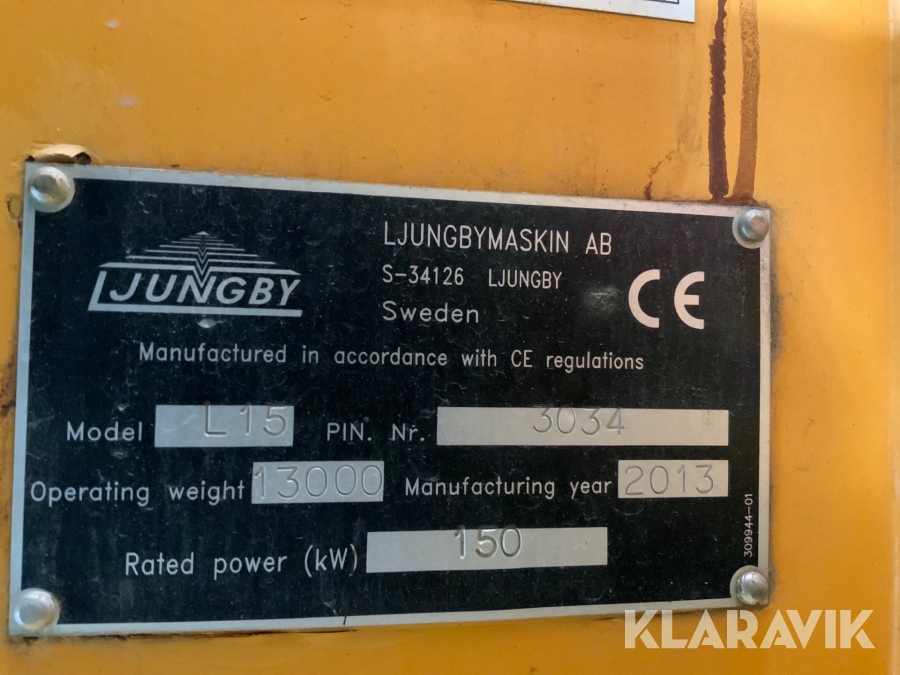 LJUNGBY
LJUNGBYMASKIN AB
S-34126 LJUNGBY
Sweden
CE
Manufactured in accordance with CE regulations
Model L15 PIN. Nr. 3034
Operating weight 13000 Manufacturing year 2013
Rated power (kW) 150
309944-01
KLARAVIK